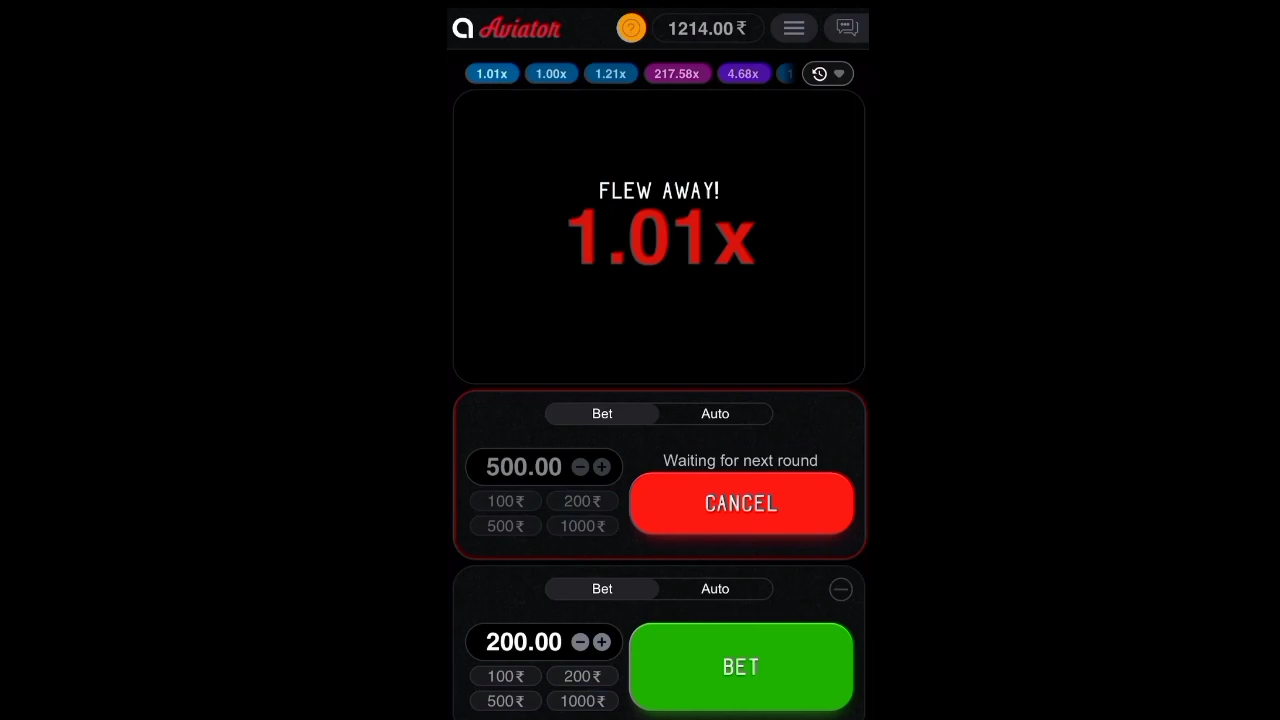 Aviator ? 1214.00₹
1.01x 1.00x 1.21x 217.58x 4.68x
FLEW AWAY!
1.01x
Bet Auto
Waiting for next round
500.00
CANCEL
100₹ 200₹
500₹ 1000₹
Bet Auto
200.00
BET
100₹ 200₹
500₹ 1000₹